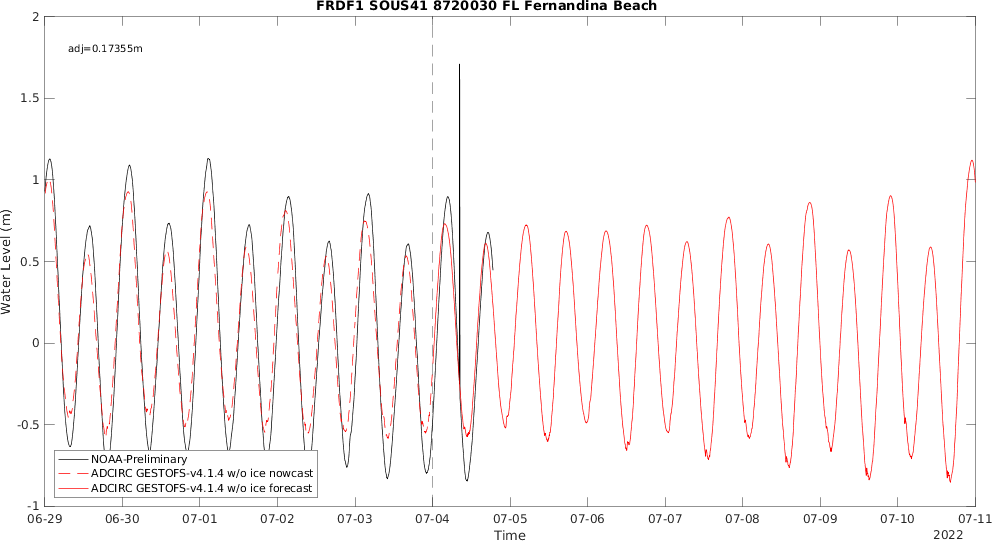 FRDF1 SOUS41 8720030 FL Fernandina Beach
adj=0.17355m
Water Level (m)
2
1.5
1
0.5
0
-0.5
-1
NOAA-Preliminary
ADCIRC GESTOFS-v4.1.4 w/o ice nowcast
ADCIRC GESTOFS-v4.1.4 w/o ice forecast
06-29 06-30 07-01 07-02 07-03 07-04 07-05 07-06 07-07 07-08 07-09 07-10 07-11
Time
2022